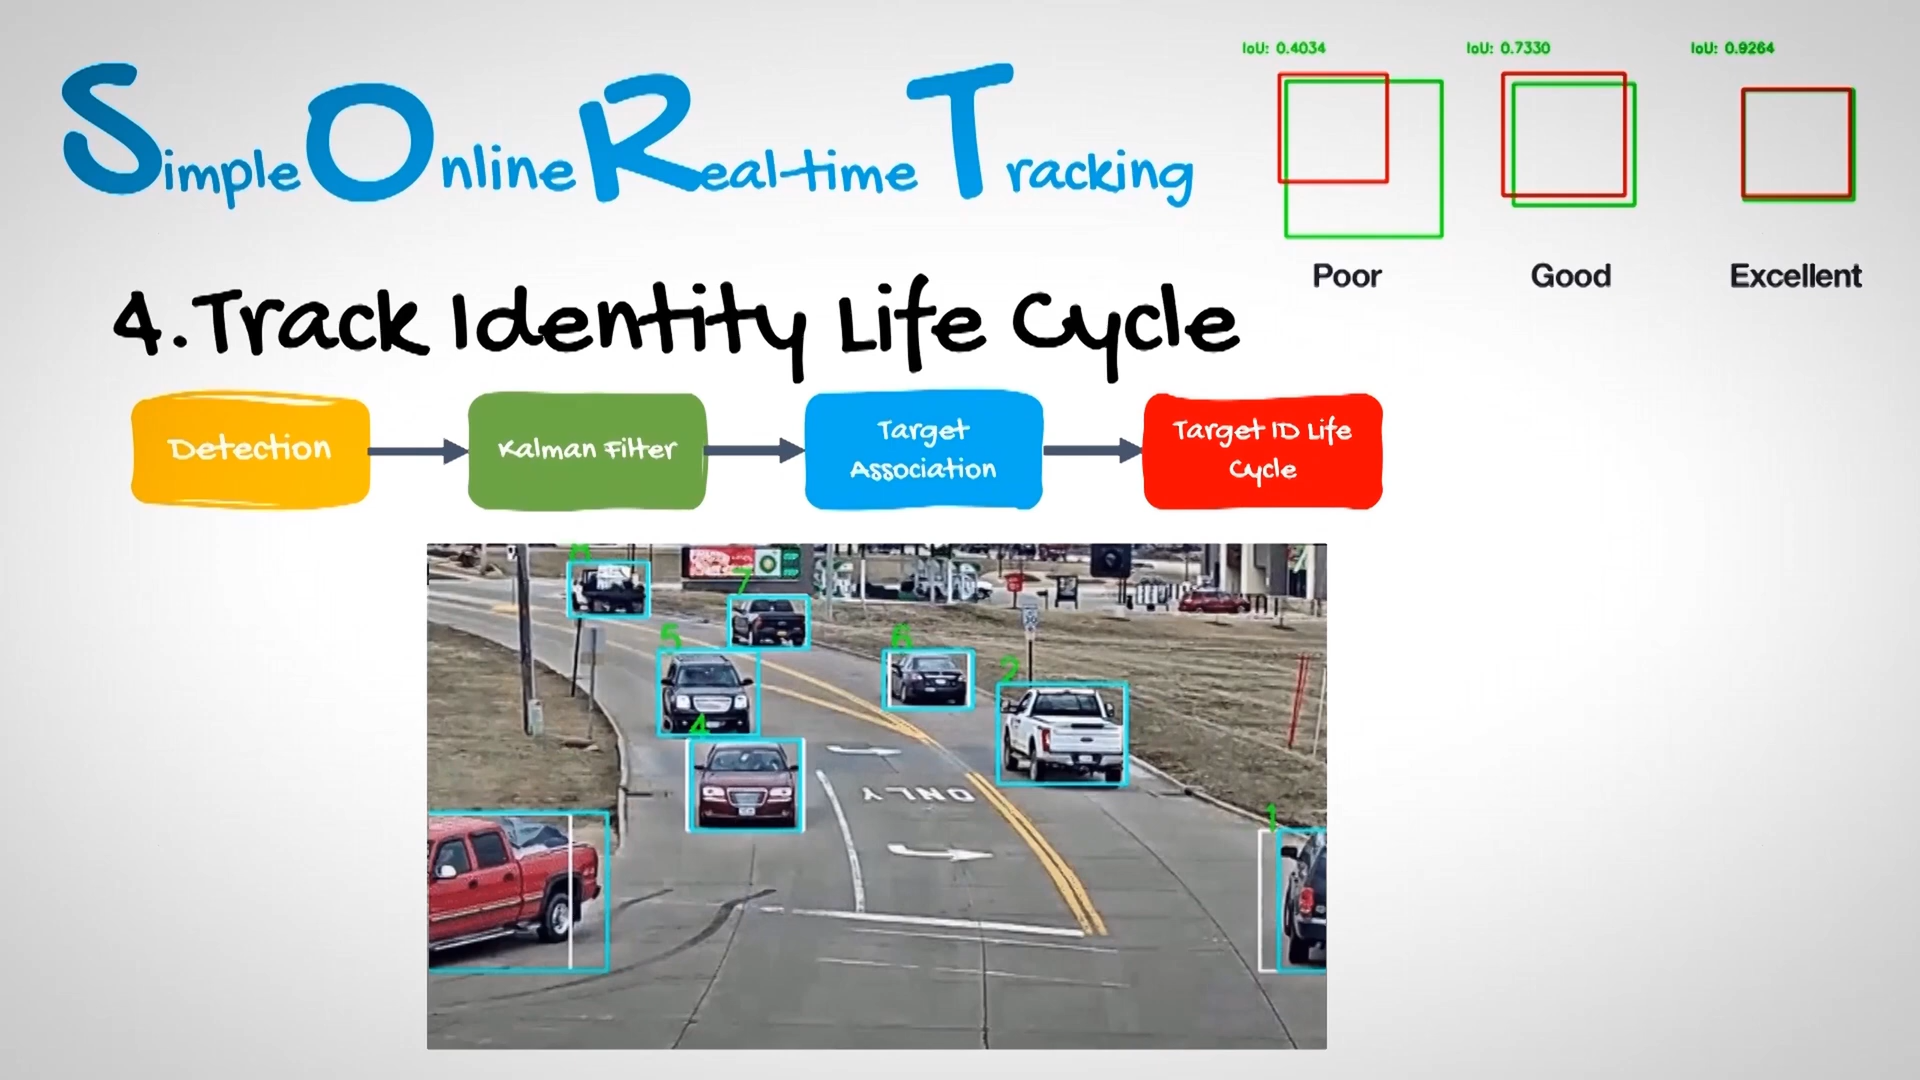 Simple Online Real-time Tracking
IoU: 0.4034
IoU: 0.7330
IoU: 0.9264
Poor
Good
Excellent
4. Track Identity Life Cycle
Detection
Kalman Filter
Target
Association
Target ID Life
Cycle
8
7
5
6
2
4
ONLY
1